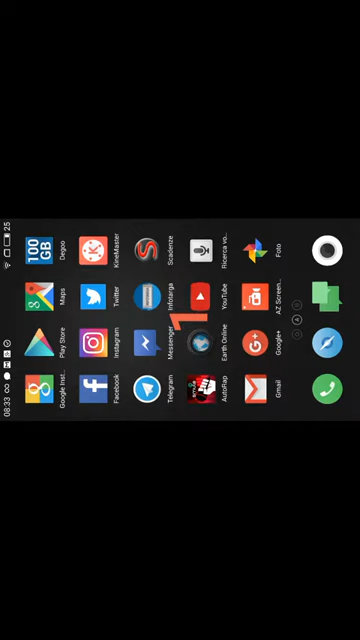 08:33 25
100
GB
Google Inst... Play Store Maps Degoo
Facebook Instagram Twitter KineMaster
Telegram Messenger Infotarga Scadenze
1
AutoRap Earth Online YouTube Ricerca vo...
Gmail Google+ AZ Screen... Foto
A